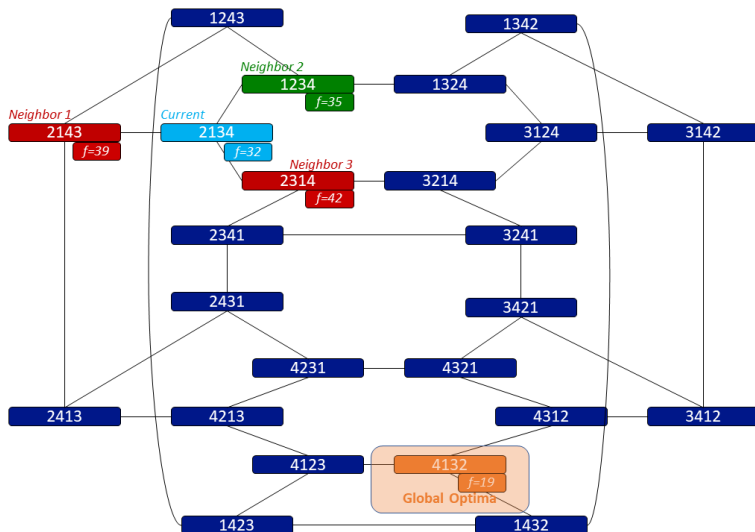 1243
1342
Neighbor 2
1234
1324
f=35
Neighbor 1
Current
2143
2134
3124
3142
f=39
f=32
Neighbor 3
2314
3214
f=42
2341
3241
2431
3421
4231
4321
2413
4213
4312
3412
4123
4132
f=19
Global Optima
1423
1432